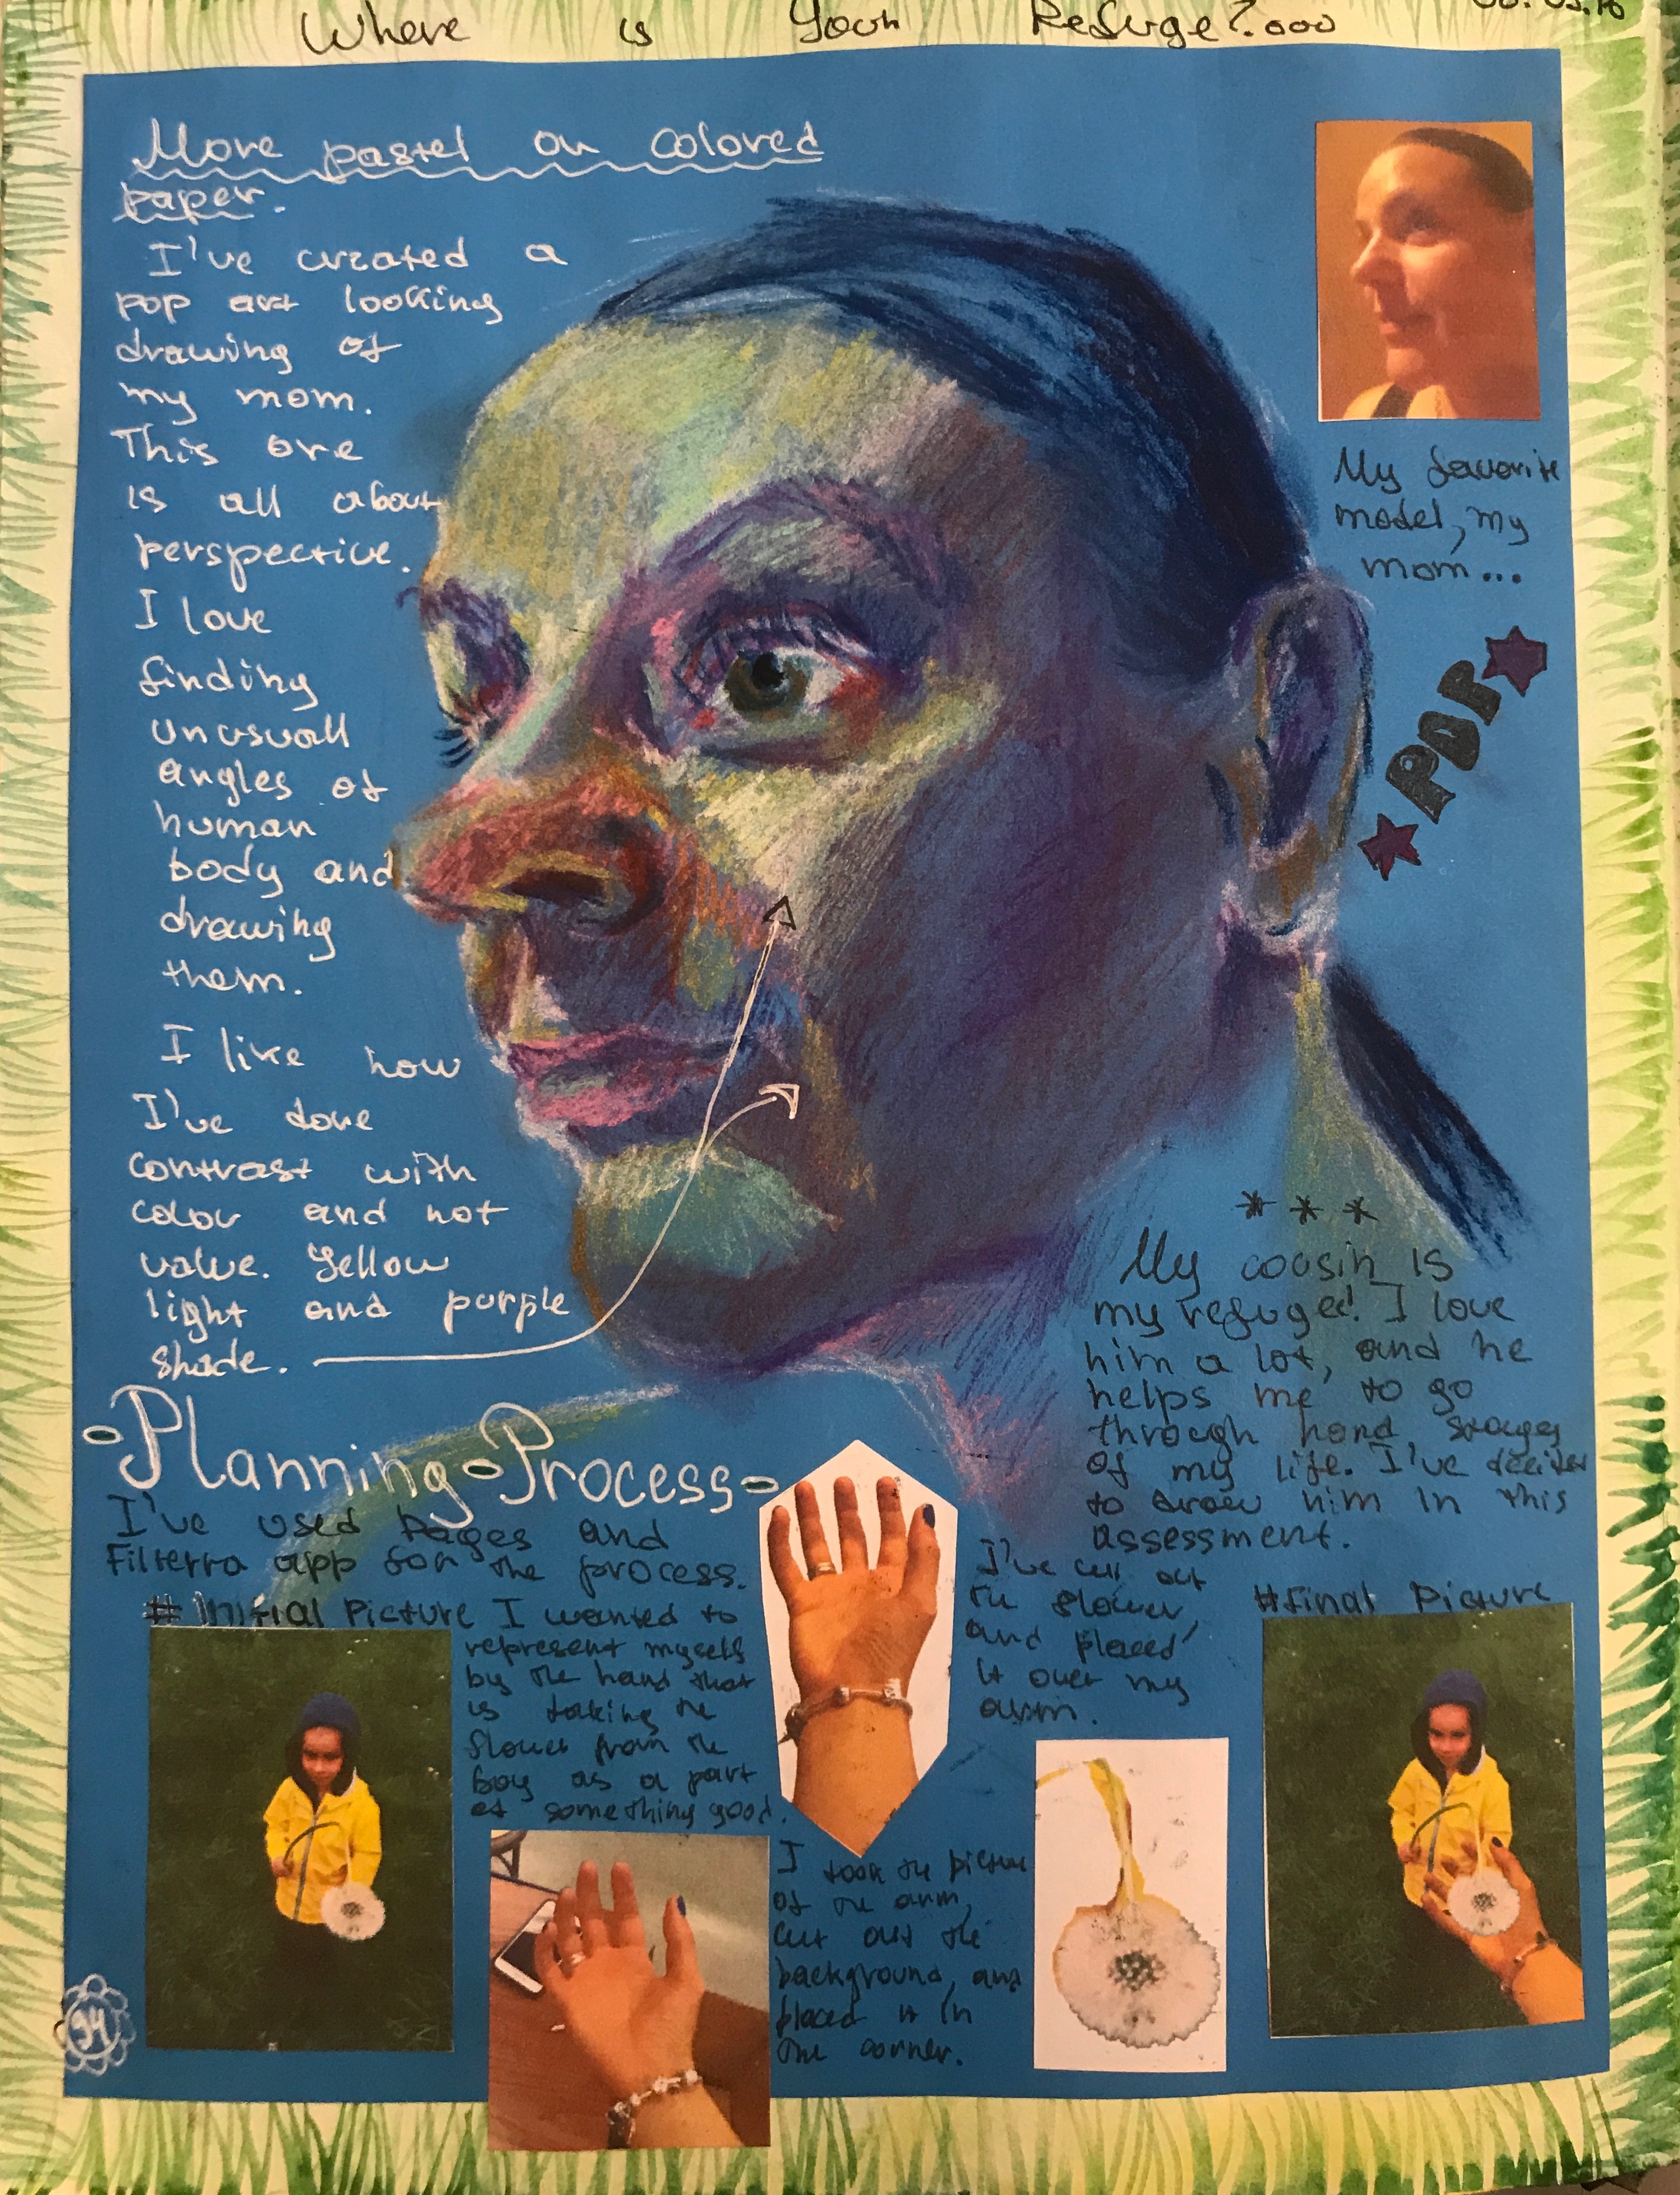 Where is Your Refuge?...
More pastel on colored
paper.
I've created a
pop art looking
drawing of
my mom.
This one
is all about
perspective.
I love
finding
unusuall
angles of
human
body and
drawing
them.
I like how
I've done
contrast with
color and not
value. Yellow
light and purple
shade.
My favorite
model, my
mom...
POP
***
My cousin is
my refuge! I love
him a lot, and he
helps me to go
through hard stages
of my life. I've decided
to draw him in this
assessment.
-Planning-Process-
I've used Pages and
Filterra app for the process.
#Initial Picture
I wanted to
represent myself
by the hand that
is taking the
flower from the
boy as a part
of something good.
I took the picture
of the arm,
cut out the
background, and
placed it in
the corner.
I've cut out
the flower,
and placed
it over my
arm.
#Final Picture
94